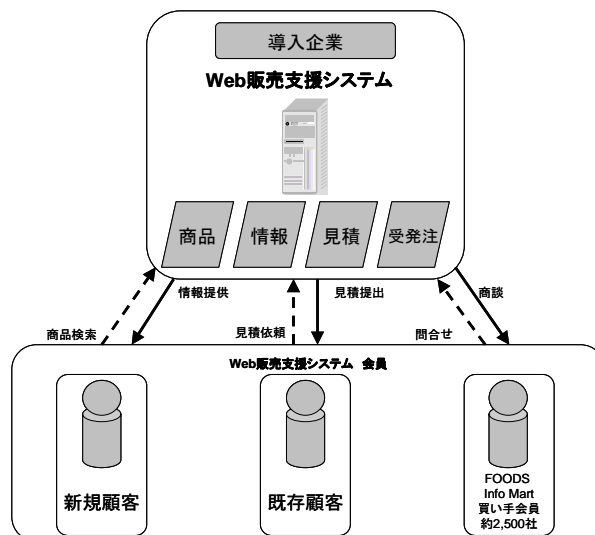 導入企業
Web販売支援システム
商品 情報 見積 受発注
情報提供 見積提出 商談
商品検索 見積依頼 問合せ
Web販売支援システム 会員
新規顧客
既存顧客
FOODS
Info Mart
買い手会員
約2,500社